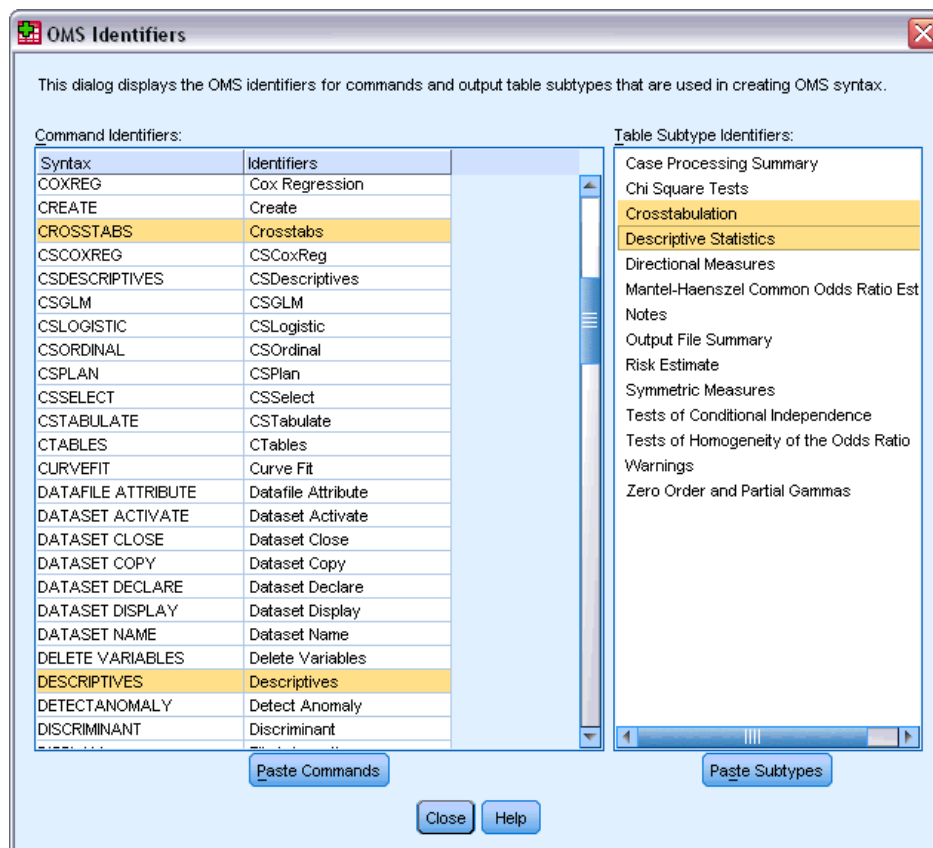 OMS Identifiers
This dialog displays the OMS identifiers for commands and output table subtypes that are used in creating OMS syntax.
Command Identifiers:
Syntax Identifiers
COXREG Cox Regression
CREATE Create
CROSSTABS Crosstabs
CSCOXREG CSCoxReg
CSDESCRIPTIVES CSDescriptives
CSGLM CSGLM
CSLOGISTIC CSLogistic
CSORDINAL CSOrdinal
CSPLAN CSPlan
CSSELECT CSSelect
CSTABULATE CSTabulate
CTABLES CTables
CURVEFIT Curve Fit
DATAFILE ATTRIBUTE Datafile Attribute
DATASET ACTIVATE Dataset Activate
DATASET CLOSE Dataset Close
DATASET COPY Dataset Copy
DATASET DECLARE Dataset Declare
DATASET DISPLAY Dataset Display
DATASET NAME Dataset Name
DELETE VARIABLES Delete Variables
DESCRIPTIVES Descriptives
DETECTANOMALY Detect Anomaly
DISCRIMINANT Discriminant
Paste Commands
Table Subtype Identifiers:
Case Processing Summary
Chi Square Tests
Crosstabulation
Descriptive Statistics
Directional Measures
Mantel-Haenszel Common Odds Ratio Est
Notes
Output File Summary
Risk Estimate
Symmetric Measures
Tests of Conditional Independence
Tests of Homogeneity of the Odds Ratio
Warnings
Zero Order and Partial Gammas
Paste Subtypes
Close Help